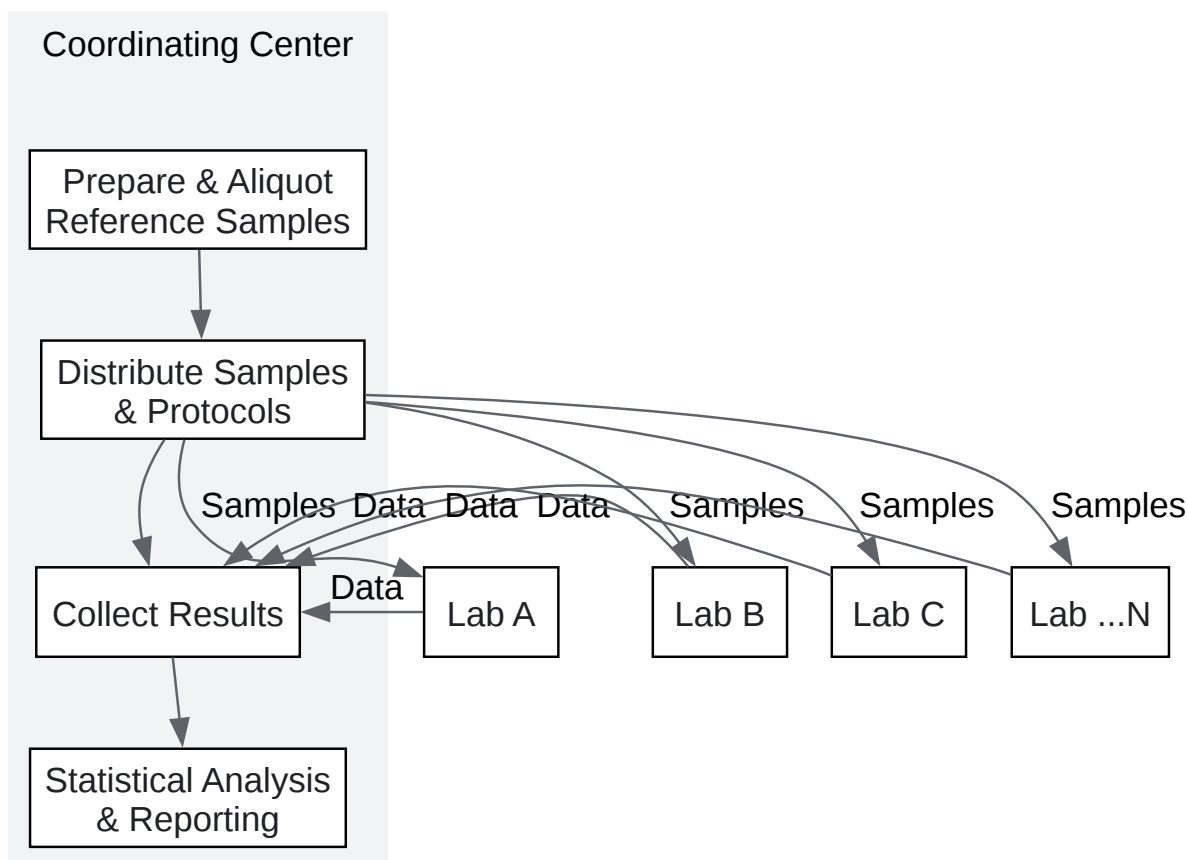 Coordinating Center
Prepare & Aliquot
Reference Samples
Distribute Samples
& Protocols
Samples
Data
Data
Data
Samples
Samples
Samples
Data
Collect Results
Lab A
Lab B
Lab C
Lab ...N
Statistical Analysis
& Reporting